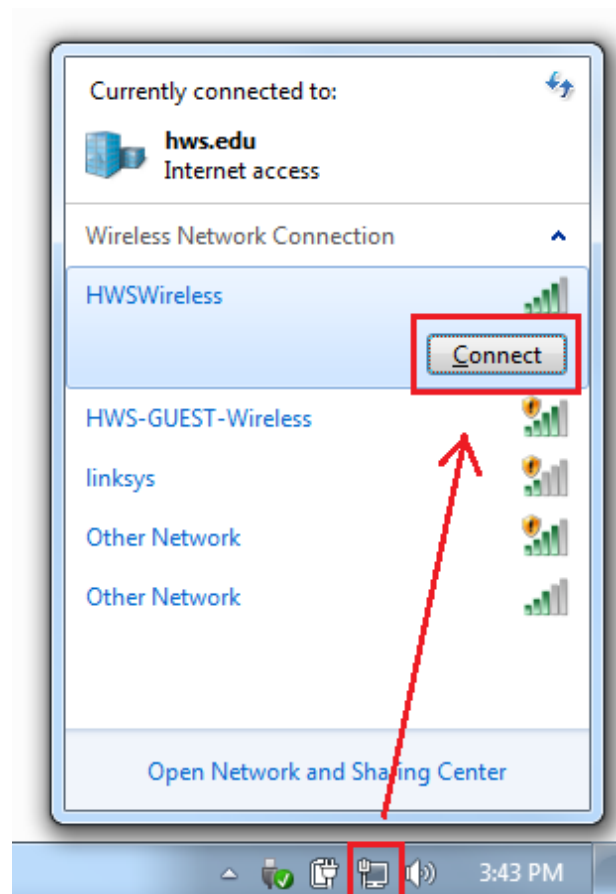 Currently connected to:
hws.edu
Internet access
Wireless Network Connection
HWSWireless
Connect
HWS-GUEST-Wireless
linksys
Other Network
Other Network
Open Network and Sharing Center
3:43 PM